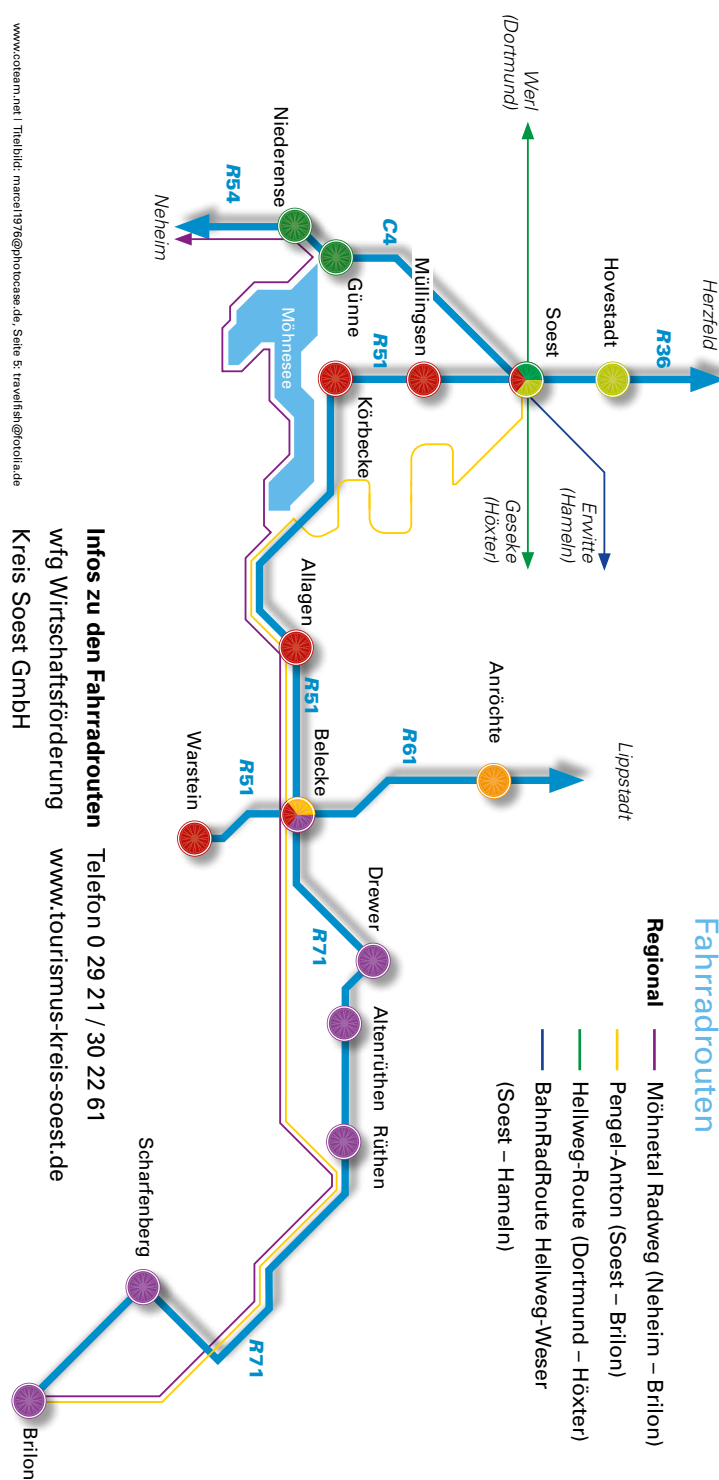 Fahrradrouten
Regional
Möhnetal Radweg (Neheim – Brilon)
Pengel-Anton (Soest – Brilon)
Hellweg-Route (Dortmund – Höxter)
BahnRadRoute Hellweg-Weser
(Soest – Hameln)
Herzfeld
R36
Hovestadt
Erwitte
(Hameln)
Lippstadt
Werl
(Dortmund)
Soest
Geseke
(Höxter)
Anröchte
C4
Müllingsen
R61
R51
Körbecke
Drewer
Günne
R71
Altenrüthen
Rüthen
Niederense
Möhnesee
Allagen
R51
Belecke
R54
R51
R71
Neheim
Warstein
Scharfenberg
Brilon
Infos zu den Fahrradrouten
wfg Wirtschaftsförderung
Kreis Soest GmbH
Telefon 0 29 21 / 30 22 61
www.tourismus-kreis-soest.de
www.coteam.net | Titelbild: marcel1976@photocase.de, Seite 5: travelfish@fotolia.de